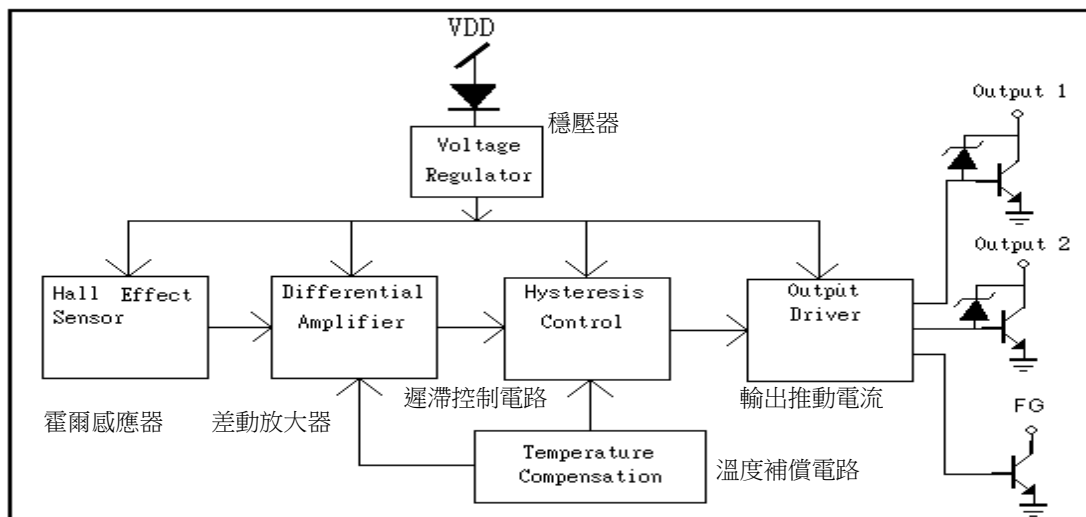 VDD
穩壓器
Voltage
Regulator
Output 1
Output 2
Hall Effect
Sensor
Differential
Amplifier
Hysteresis
Control
Output
Driver
霍爾感應器
差動放大器
遲滯控制電路
輸出推動電流
FG
Temperature
Compensation
溫度補償電路